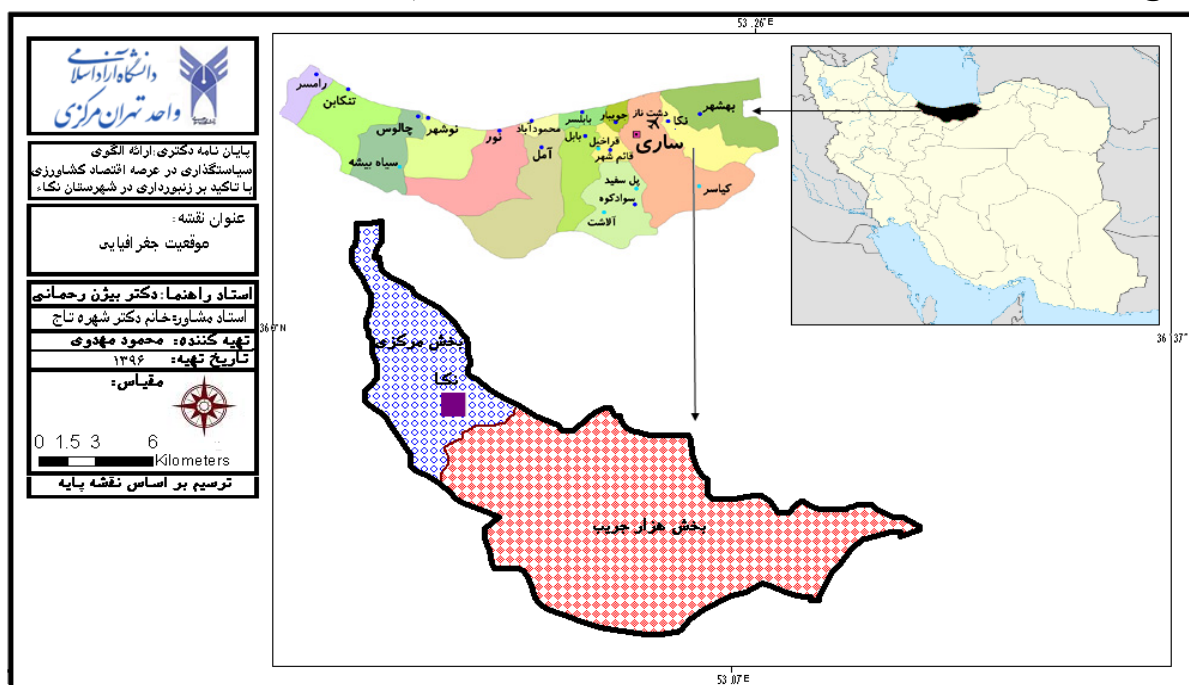 53.26°E
دانشگاه آزاد اسلامی
واحد تهران مرکزی
پایان نامه دکتری:ارائه الگوی
سیاستگذاری در عرصه اقتصاد کشاورزی
با تاکید بر زنبورداری در شهرستان نکاء
عنوان نقشه:
موقعیت جغرافیایی
استاد راهنما:دکتر بیژن رحمانی
استاد مشاور:خانم دکتر شهره تاج
تهیه کننده: محمود مهدوی
تاریخ تهیه: ۱۳۹۶
مقیاس:
0 1.5 3 6
Kilometers
ترسیم بر اساس نقشه پایه
رامسر
تنکابن
چالوس
نوشهر
سیاه بیشه
نور
محمودآباد
آمل
بابلسر
بابل
جویبار
قراخیل
قائم شهر
دشت ناز
ساری
نکا
بهشهر
کیاسر
پل سفید
سوادکوه
آلاشت
بخش مرکزی
نکا
بخش هزار جریب
36 37
53.07°E